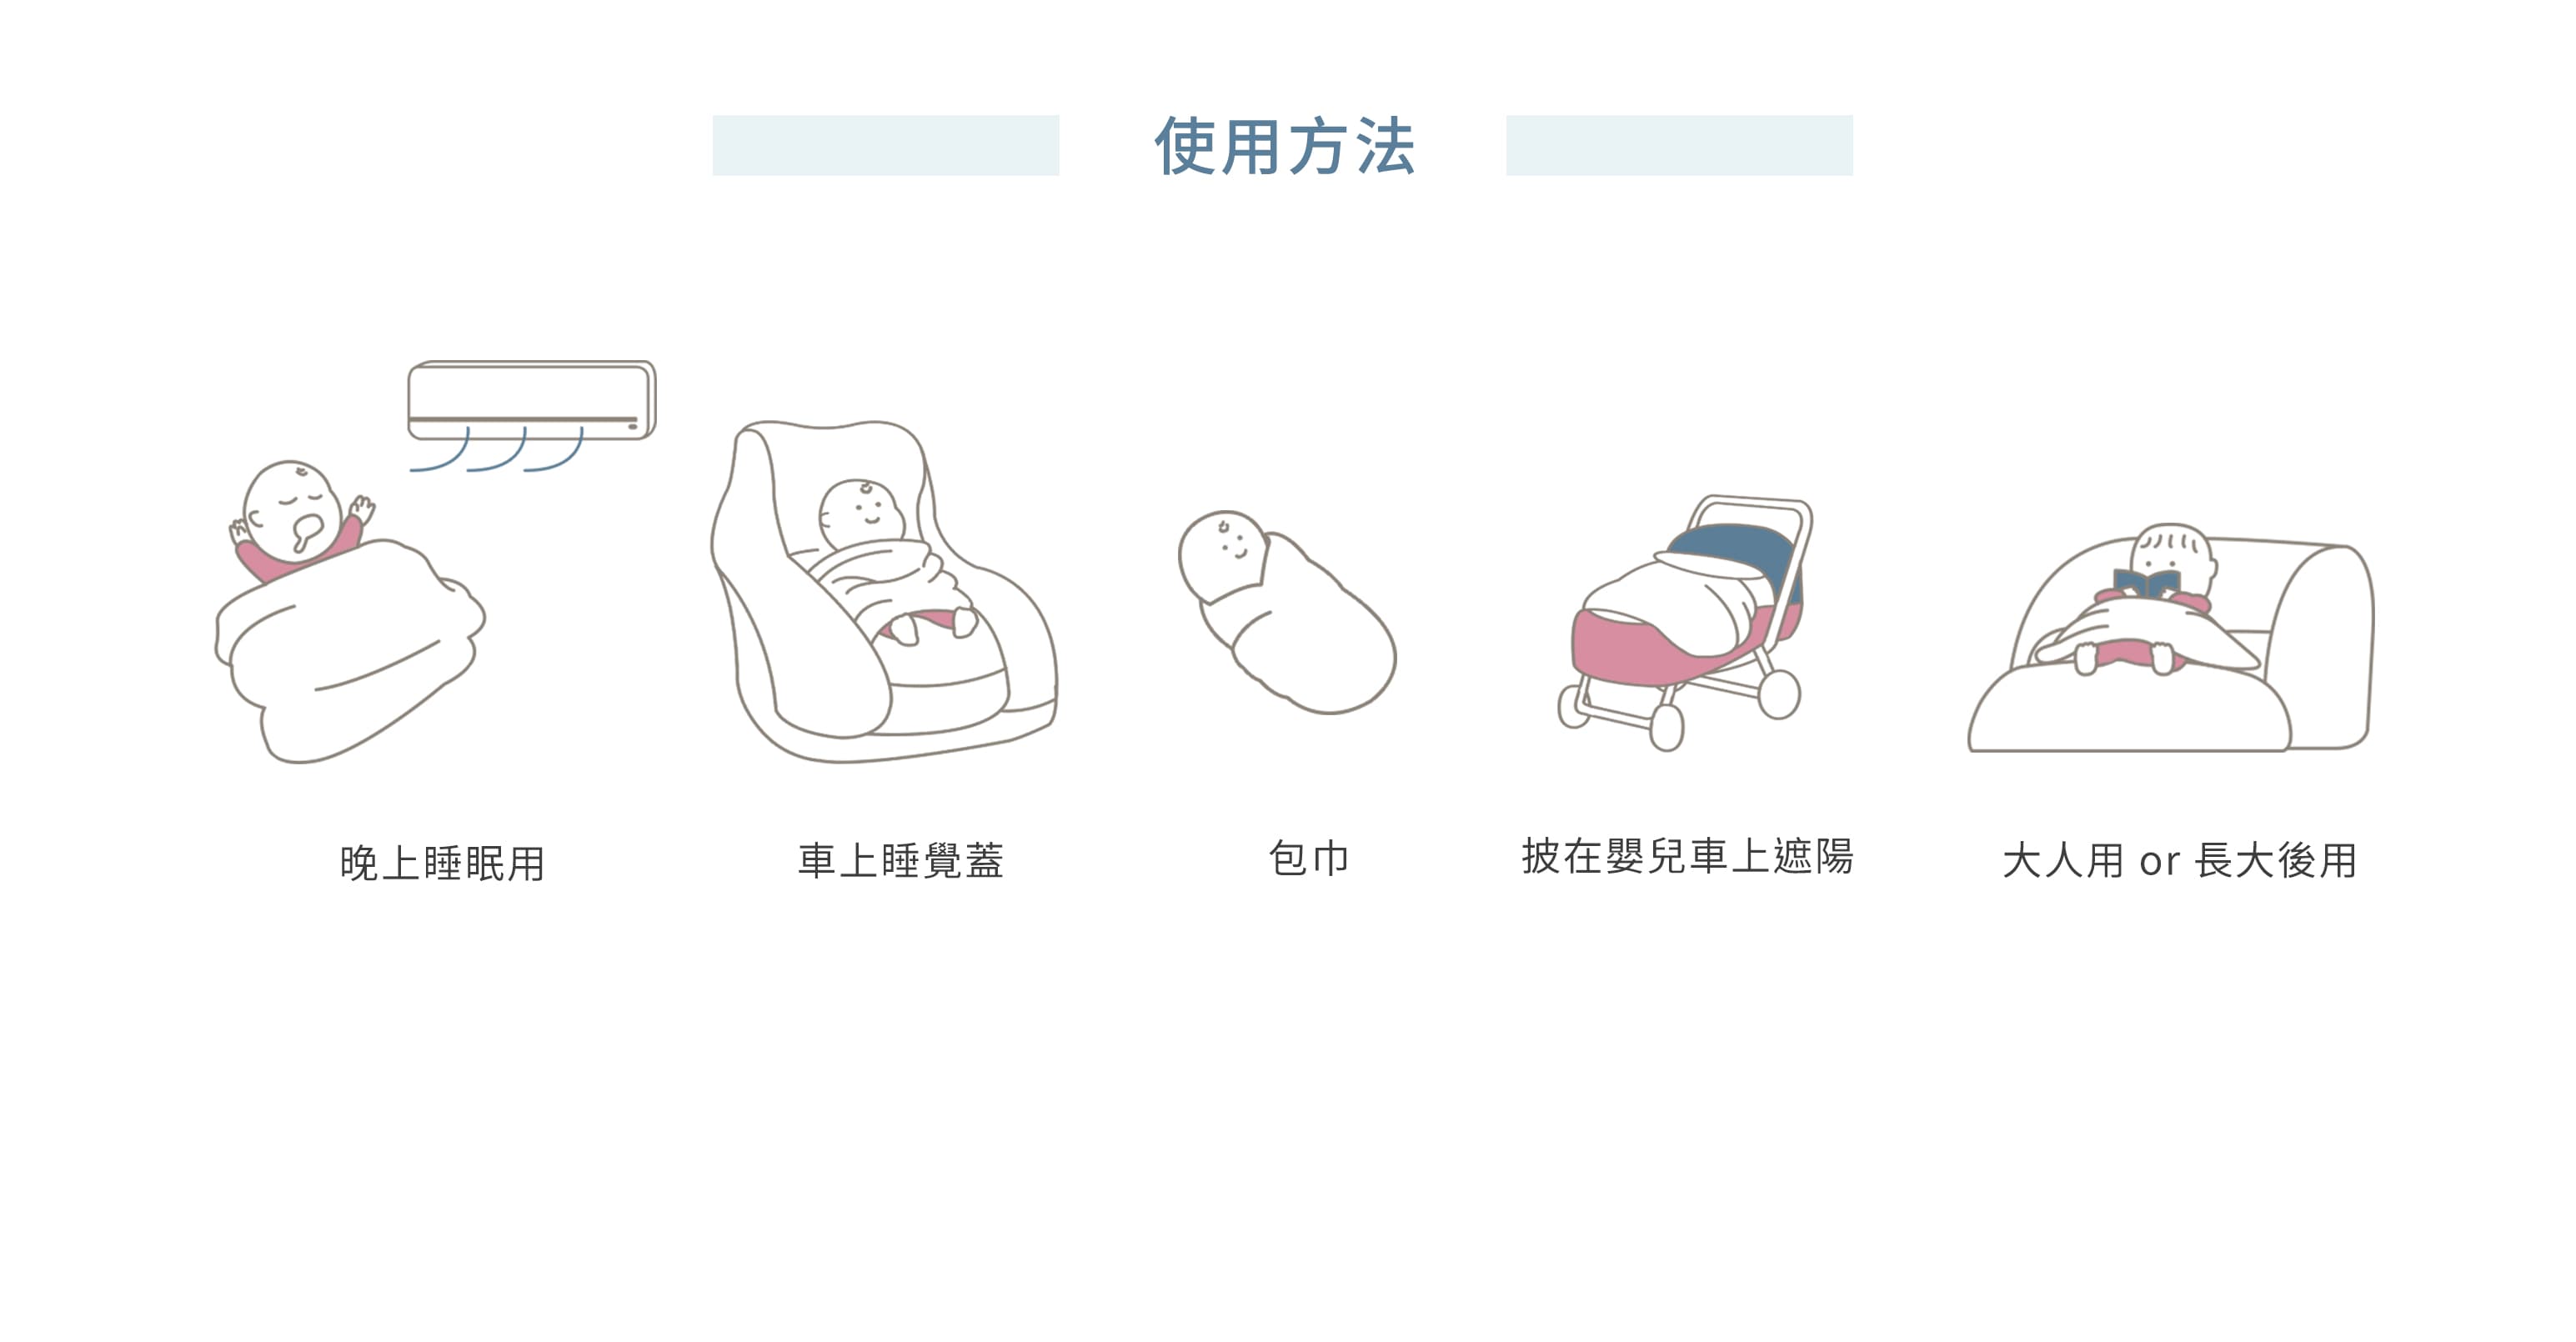 使用方法
晚上睡眠用
車上睡覺蓋
包巾
披在嬰兒車上遮陽
大人用 or 長大後用